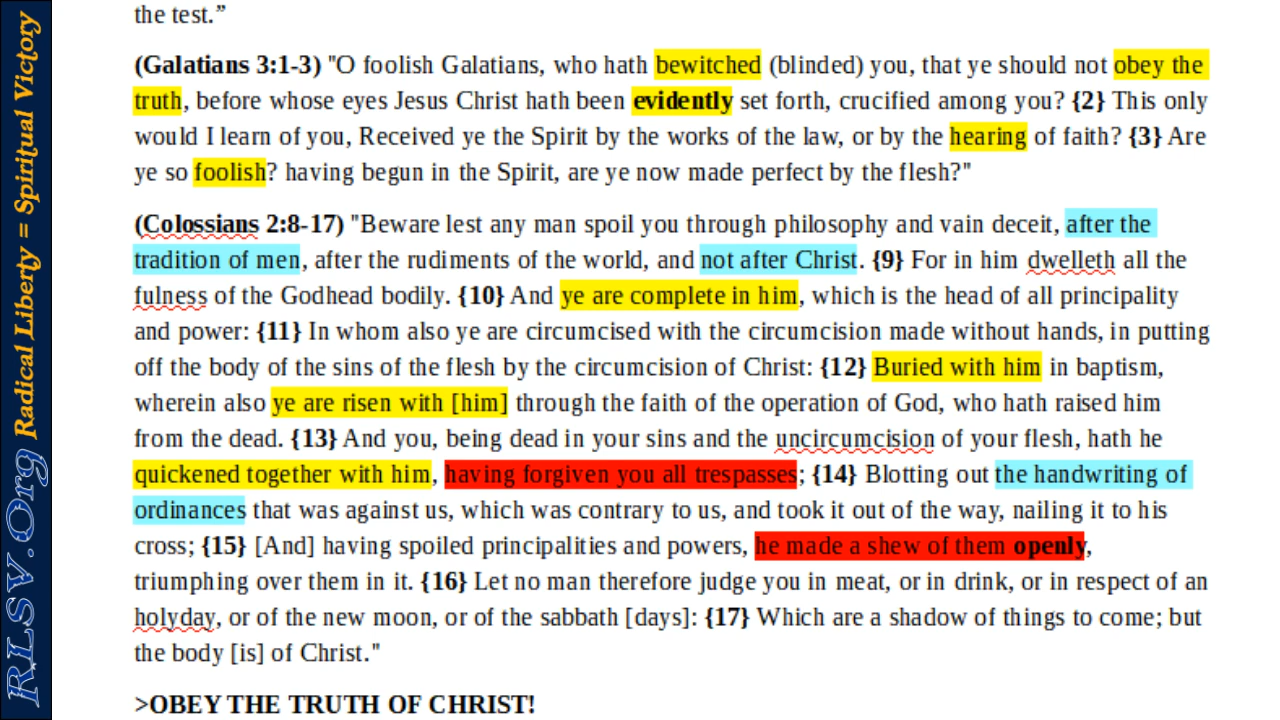 RLSV.Org Radical Liberty = Spiritual Victory
the test.”
(Galatians 3:1-3) "O foolish Galatians, who hath bewitched (blinded) you, that ye should not obey the
truth, before whose eyes Jesus Christ hath been evidently set forth, crucified among you? {2} This only
would I learn of you, Received ye the Spirit by the works of the law, or by the hearing of faith? {3} Are
ye so foolish? having begun in the Spirit, are ye now made perfect by the flesh?"
(Colossians 2:8-17) "Beware lest any man spoil you through philosophy and vain deceit, after the
tradition of men, after the rudiments of the world, and not after Christ. {9} For in him dwelleth all the
fulness of the Godhead bodily. {10} And ye are complete in him, which is the head of all principality
and power: {11} In whom also ye are circumcised with the circumcision made without hands, in putting
off the body of the sins of the flesh by the circumcision of Christ: {12} Buried with him in baptism,
wherein also ye are risen with [him] through the faith of the operation of God, who hath raised him
from the dead. {13} And you, being dead in your sins and the uncircumcision of your flesh, hath he
quickened together with him, having forgiven you all trespasses; {14} Blotting out the handwriting of
ordinances that was against us, which was contrary to us, and took it out of the way, nailing it to his
cross; {15} [And] having spoiled principalities and powers, he made a shew of them openly,
triumphing over them in it. {16} Let no man therefore judge you in meat, or in drink, or in respect of an
holyday, or of the new moon, or of the sabbath [days]: {17} Which are a shadow of things to come; but
the body [is] of Christ."
>OBEY THE TRUTH OF CHRIST!